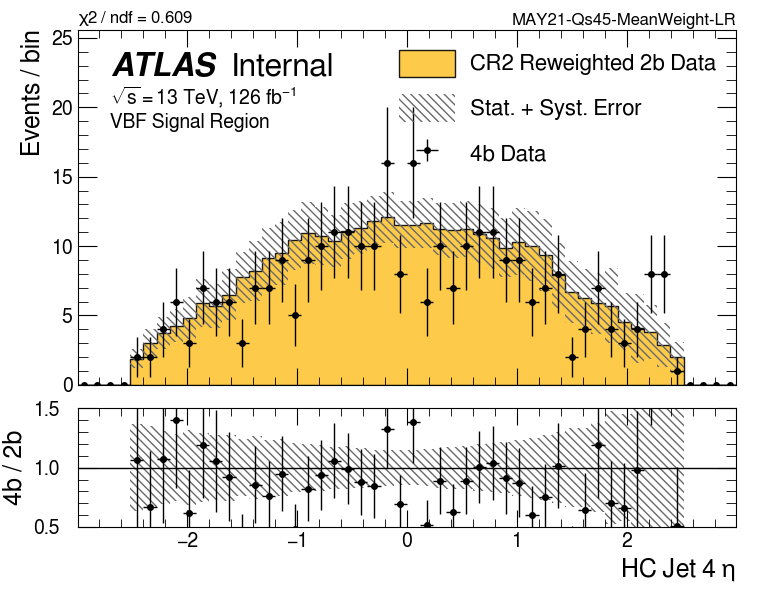 χ² / ndf = 0.609
MAY21-Qs45-MeanWeight-LR
Events / bin
25
20
15
10
5
0
ATLAS Internal
√s = 13 TeV, 126 fb⁻¹
VBF Signal Region
CR2 Reweighted 2b Data
Stat. + Syst. Error
4b Data
4b / 2b
1.5
1.0
0.5
−2 −1 0 1 2
HC Jet 4 η